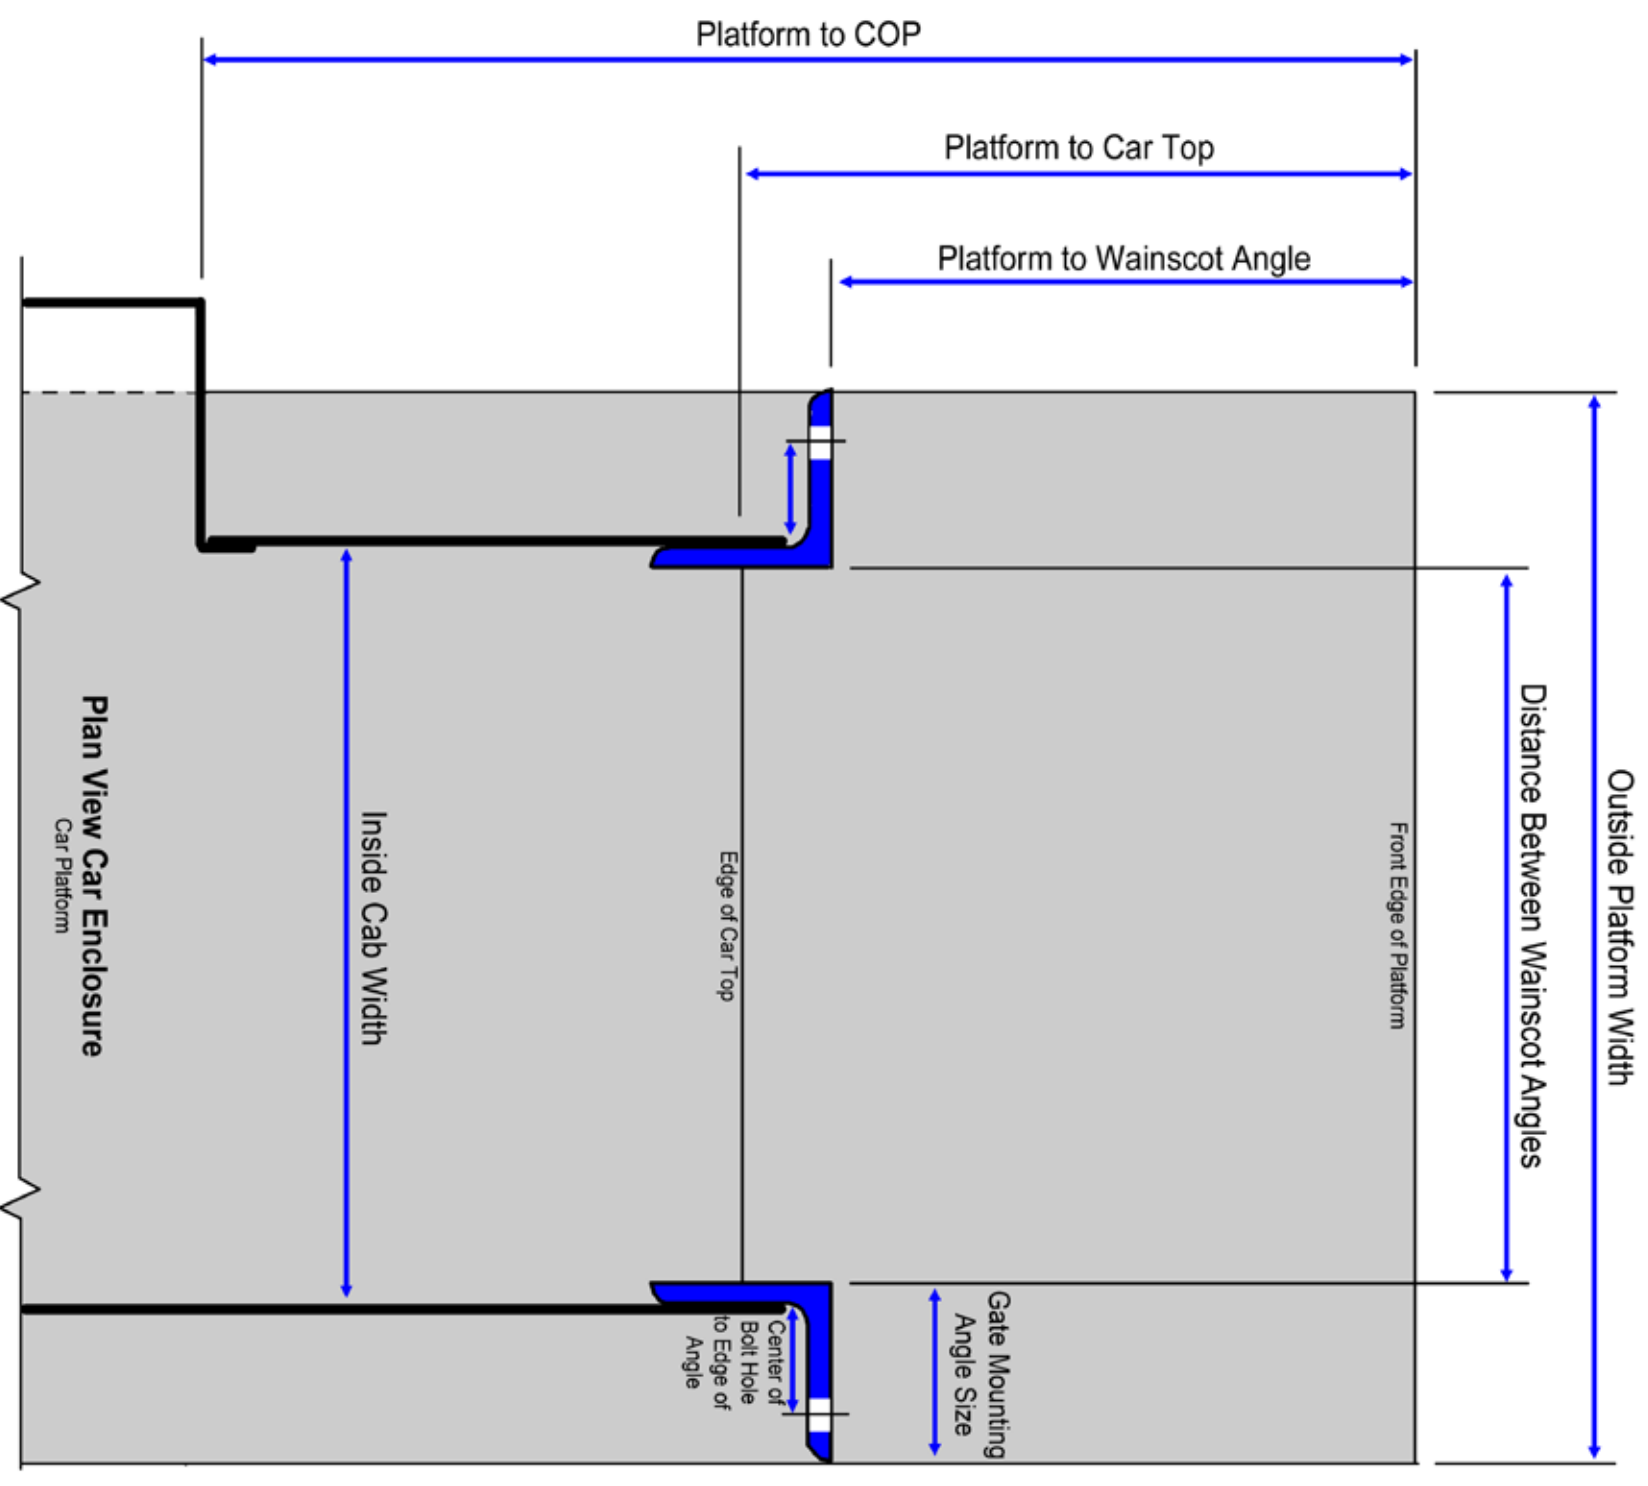 Platform to COP
Platform to Car Top
Platform to Wainscot Angle
Outside Platform Width
Distance Between Wainscot Angles
Front Edge of Platform
Edge of Car Top
Inside Cab Width
Plan View Car Enclosure
Car Platform
Gate Mounting
Angle Size
Center of
Bolt Hole
to Edge of
Angle